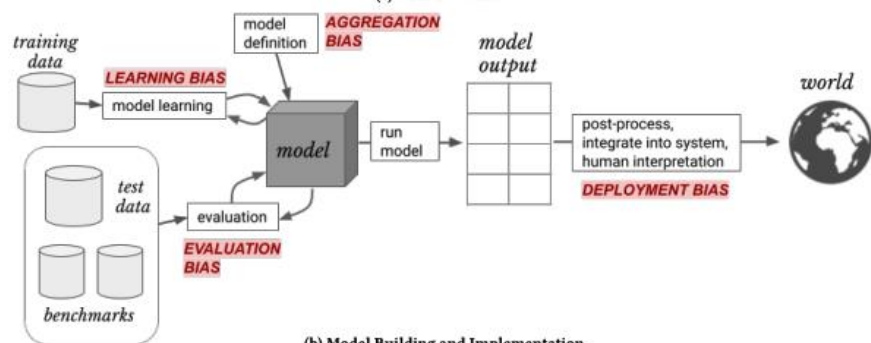 training
data
LEARNING BIAS
model learning
model
definition
AGGREGATION
BIAS
model
run
model
model
output
post-process,
integrate into system,
human interpretation
DEPLOYMENT BIAS
world
test
data
benchmarks
evaluation
EVALUATION
BIAS
(b) Model Building and Implementation